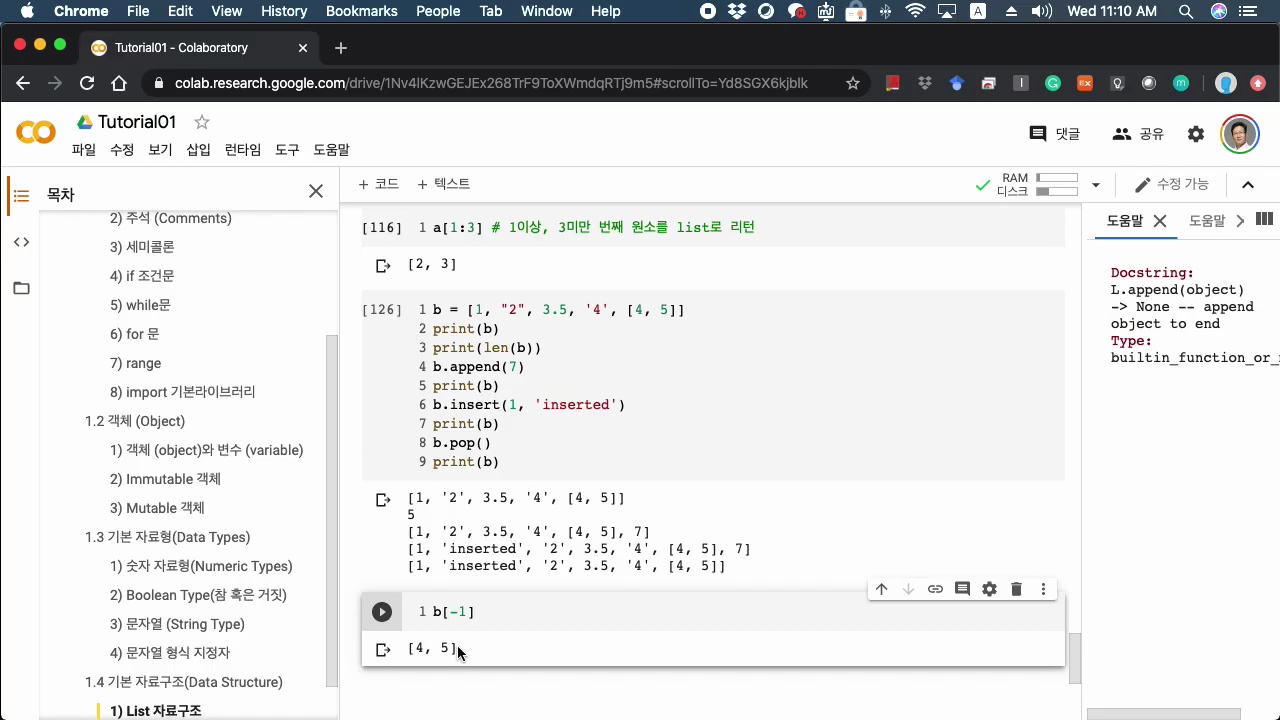 Chrome File Edit View History Bookmarks People Tab Window Help A Wed 11:10 AM
Tutorial01 - Colaboratory
colab.research.google.com/drive/1Nv4lKzwGEJEx268TrF9ToXWmdqRTj9m5#scrollTo=Yd8SGX6kjblk
Tutorial01
댓글 공유
파일 수정 보기 삽입 런타임 도구 도움말
+ 코드 + 텍스트
RAM
디스크
수정 가능
목차
2) 주석 (Comments)
3) 세미콜론
4) if 조건문
5) while문
6) for 문
7) range
8) import 기본라이브러리
1.2 객체 (Object)
1) 객체 (object)와 변수 (variable)
2) Immutable 객체
3) Mutable 객체
1.3 기본 자료형(Data Types)
1) 숫자 자료형(Numeric Types)
2) Boolean Type(참 혹은 거짓)
3) 문자열 (String Type)
4) 문자열 형식 지정자
1.4 기본 자료구조(Data Structure)
1) List 자료구조
[116] 1 a[1:3] # 1이상, 3미만 번째 원소를 list로 리턴
[2, 3]
[126] 1 b = [1, "2", 3.5, '4', [4, 5]]
2 print(b)
3 print(len(b))
4 b.append(7)
5 print(b)
6 b.insert(1, 'inserted')
7 print(b)
8 b.pop()
9 print(b)
[1, '2', 3.5, '4', [4, 5]]
5
[1, '2', 3.5, '4', [4, 5], 7]
[1, 'inserted', '2', 3.5, '4', [4, 5], 7]
[1, 'inserted', '2', 3.5, '4', [4, 5]]
1 b[-1]
[4, 5]
도움말 도움말
Docstring:
L.append(object)
-> None -- append
object to end
Type:
builtin_function_or_